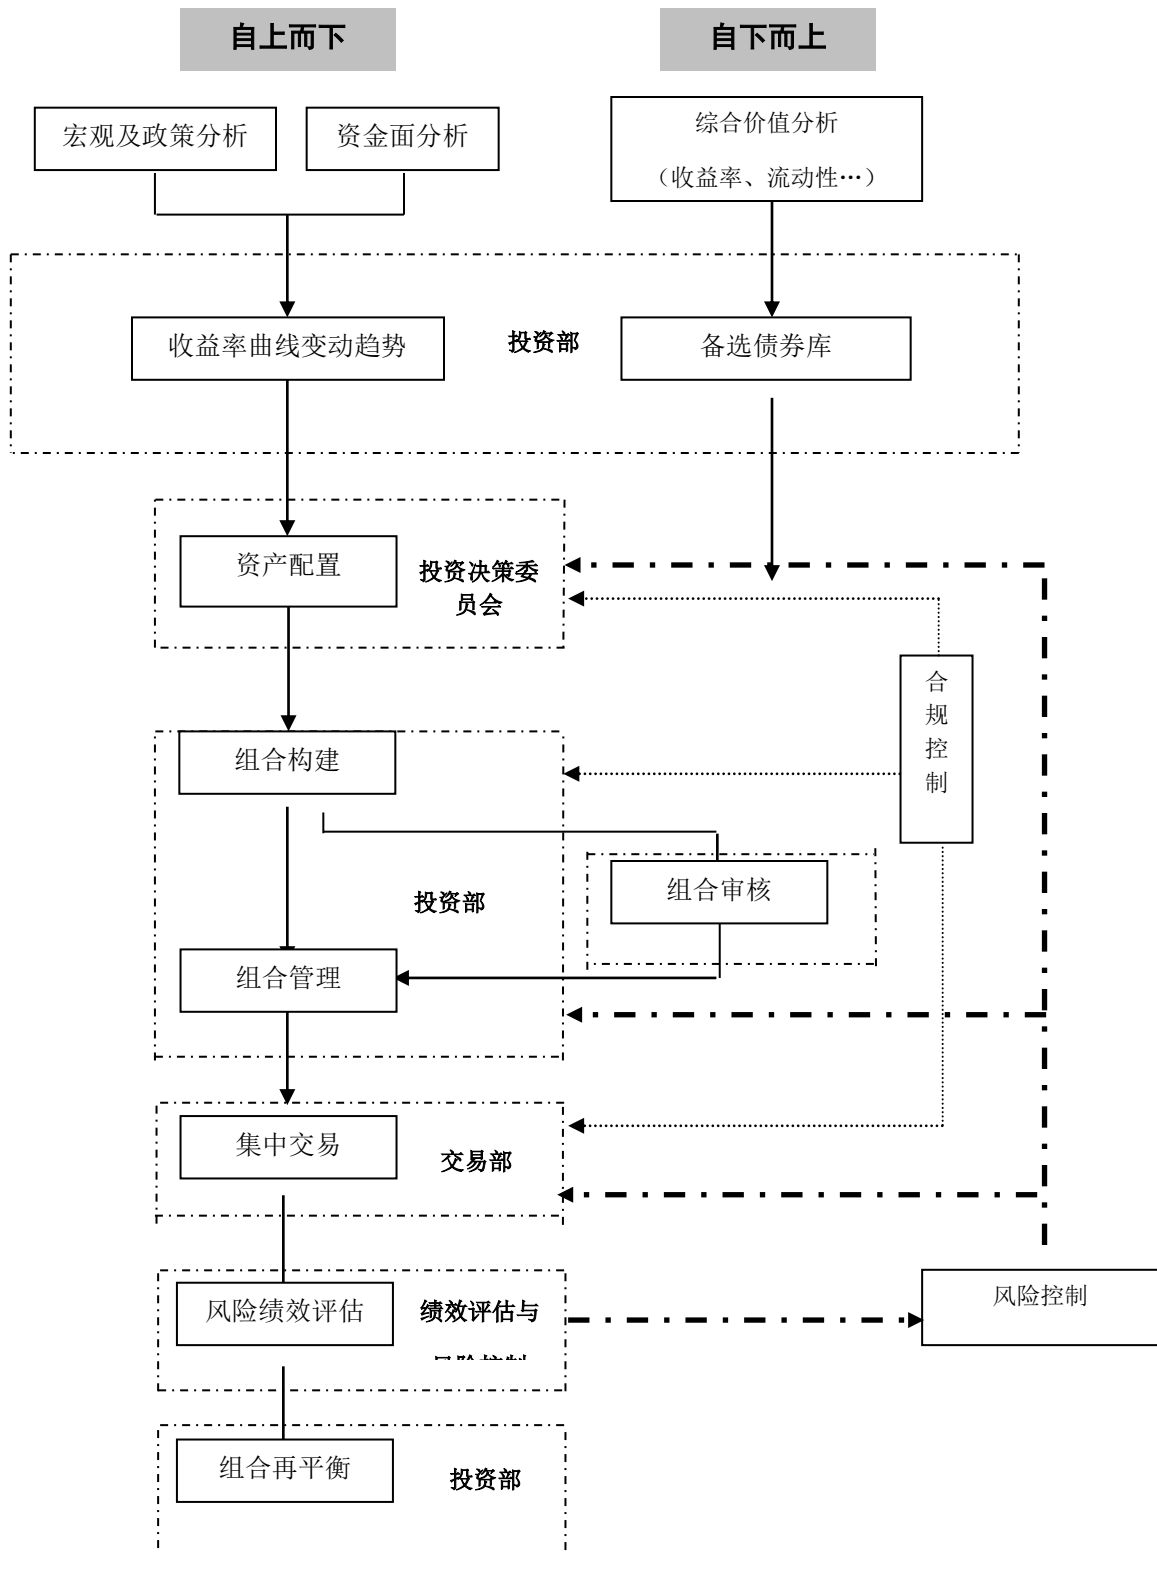 自上而下
自下而上
宏观及政策分析
资金面分析
综合价值分析
（收益率、流动性…）
收益率曲线变动趋势
投资部
备选债券库
资产配置
投资决策委
员会
合
规
控
制
组合构建
组合审核
投资部
组合管理
集中交易
交易部
风险绩效评估
绩效评估与
风险控制
组合再平衡
投资部